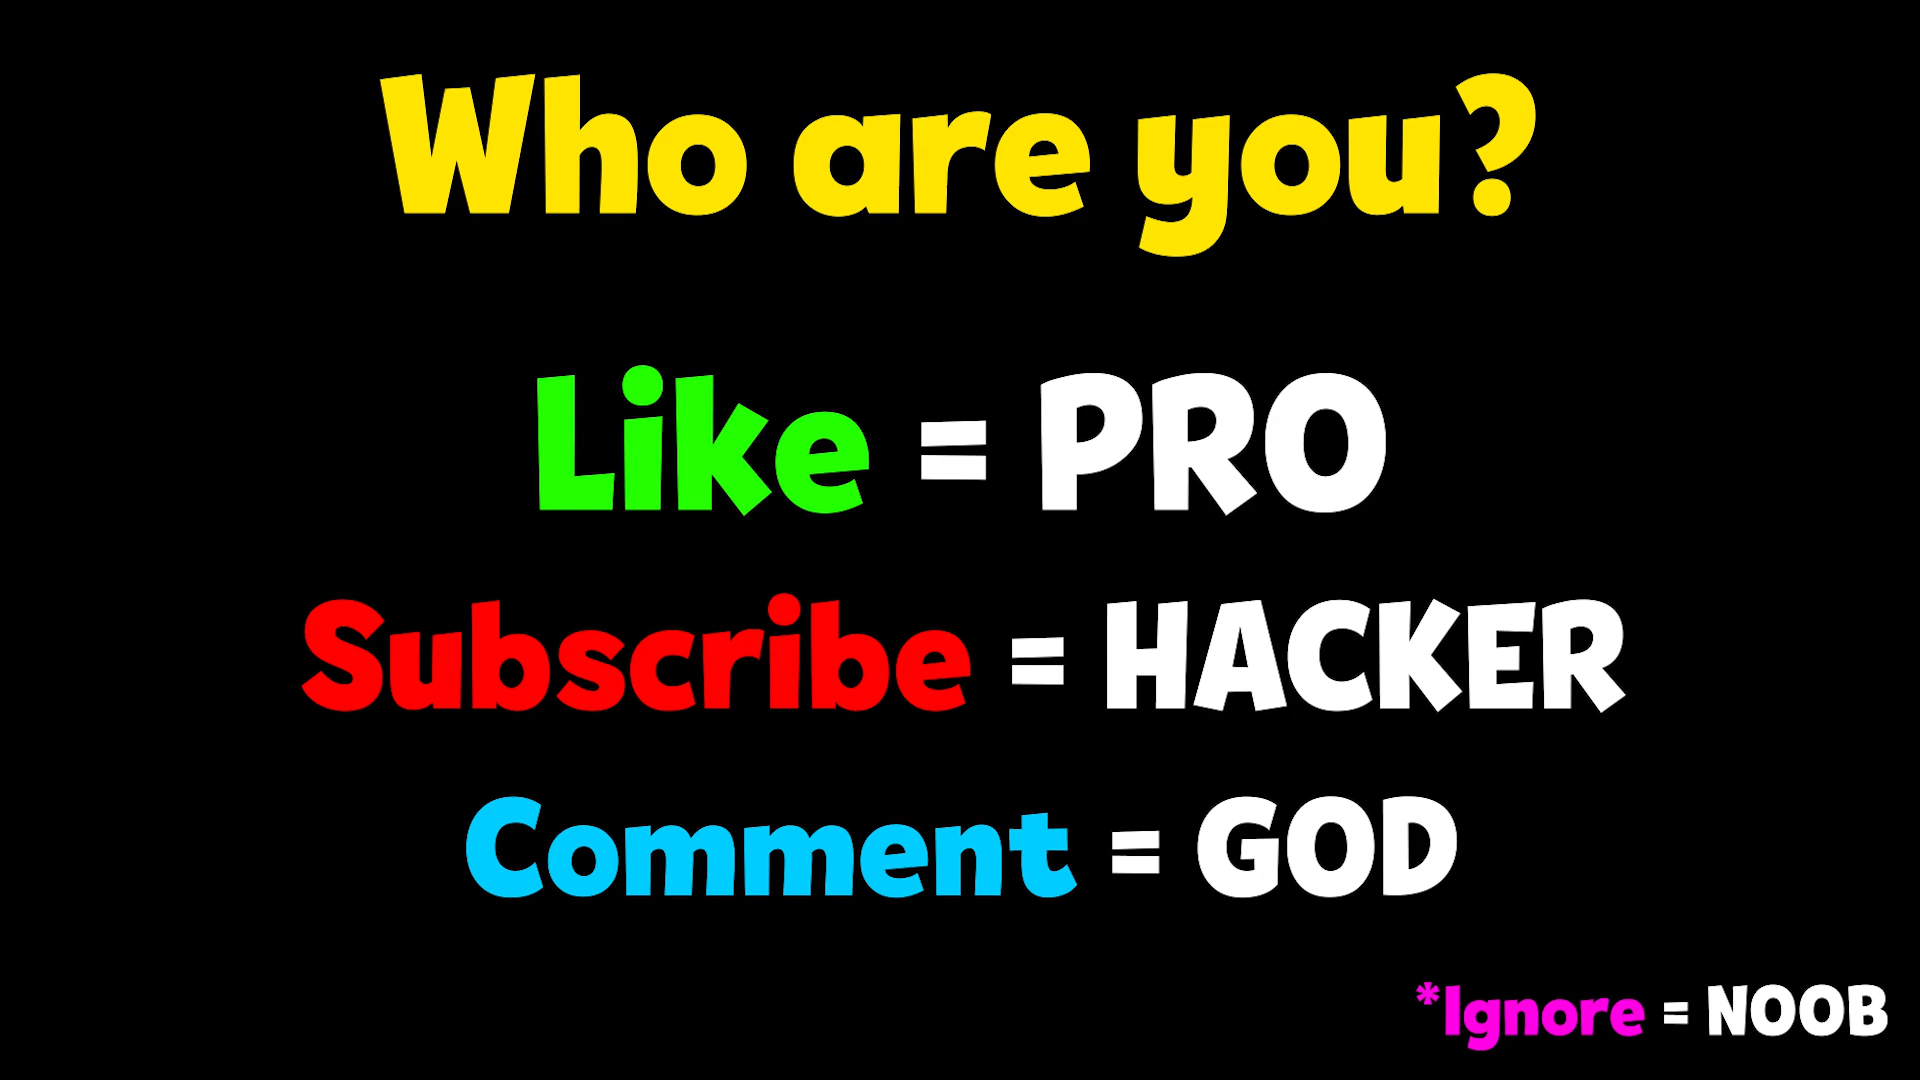 Who are you?
Like = PRO
Subscribe = HACKER
Comment = GOD
*Ignore = NOOB